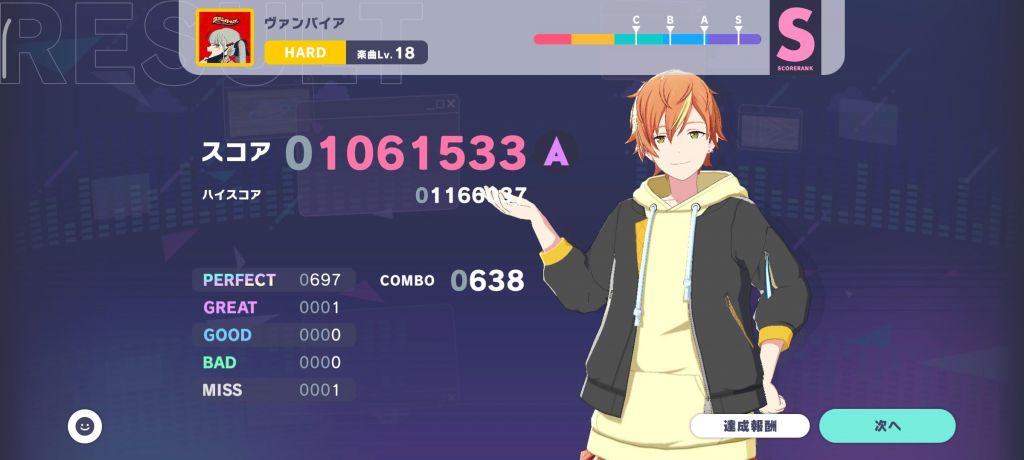 RESULT
ヴァンパイア
HARD 楽曲Lv.18
C B A S
S
SCORERANK
スコア 01061533 A
ハイスコア 01166037
PERFECT 0697
COMBO 0638
GREAT 0001
GOOD 0000
BAD 0000
MISS 0001
達成報酬
次へ